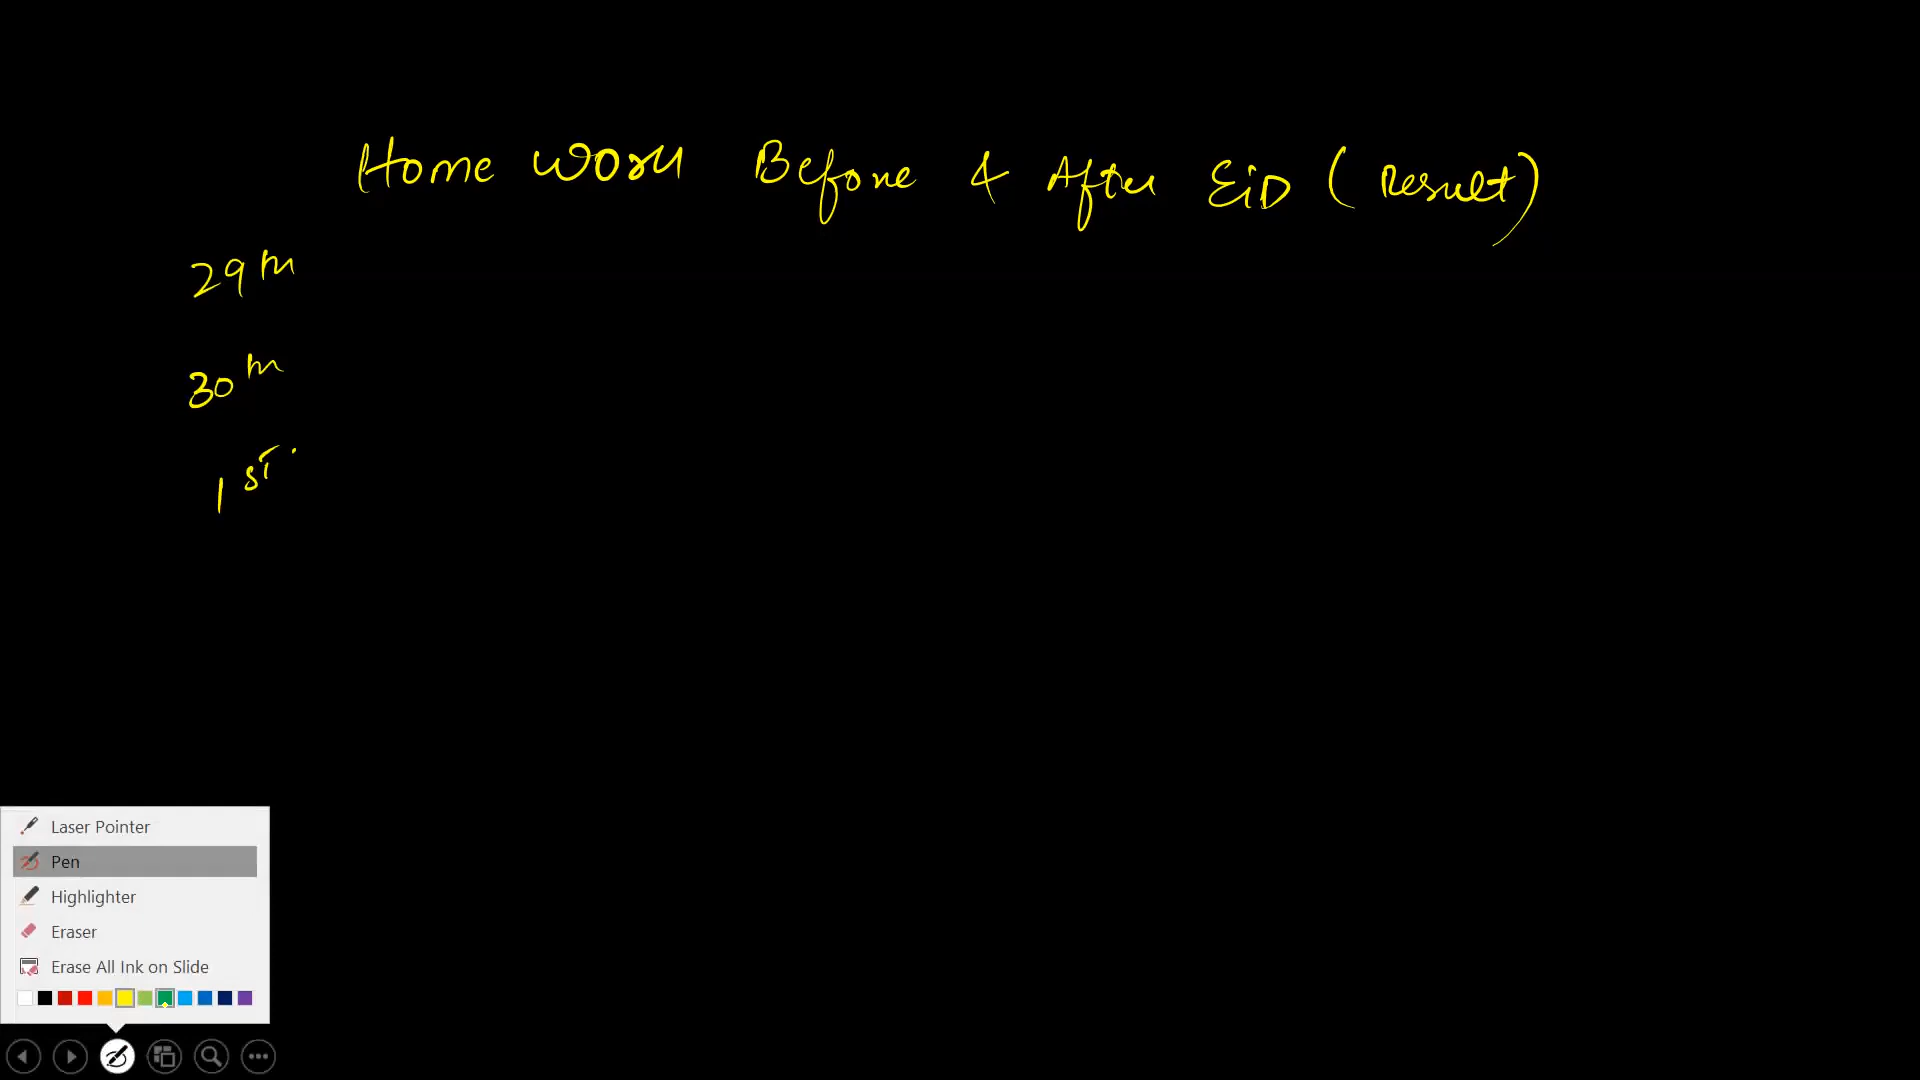 Home Work Before & After EiD (Result)
29th
30th
1st.
Laser Pointer
Pen
Highlighter
Eraser
Erase All Ink on Slide